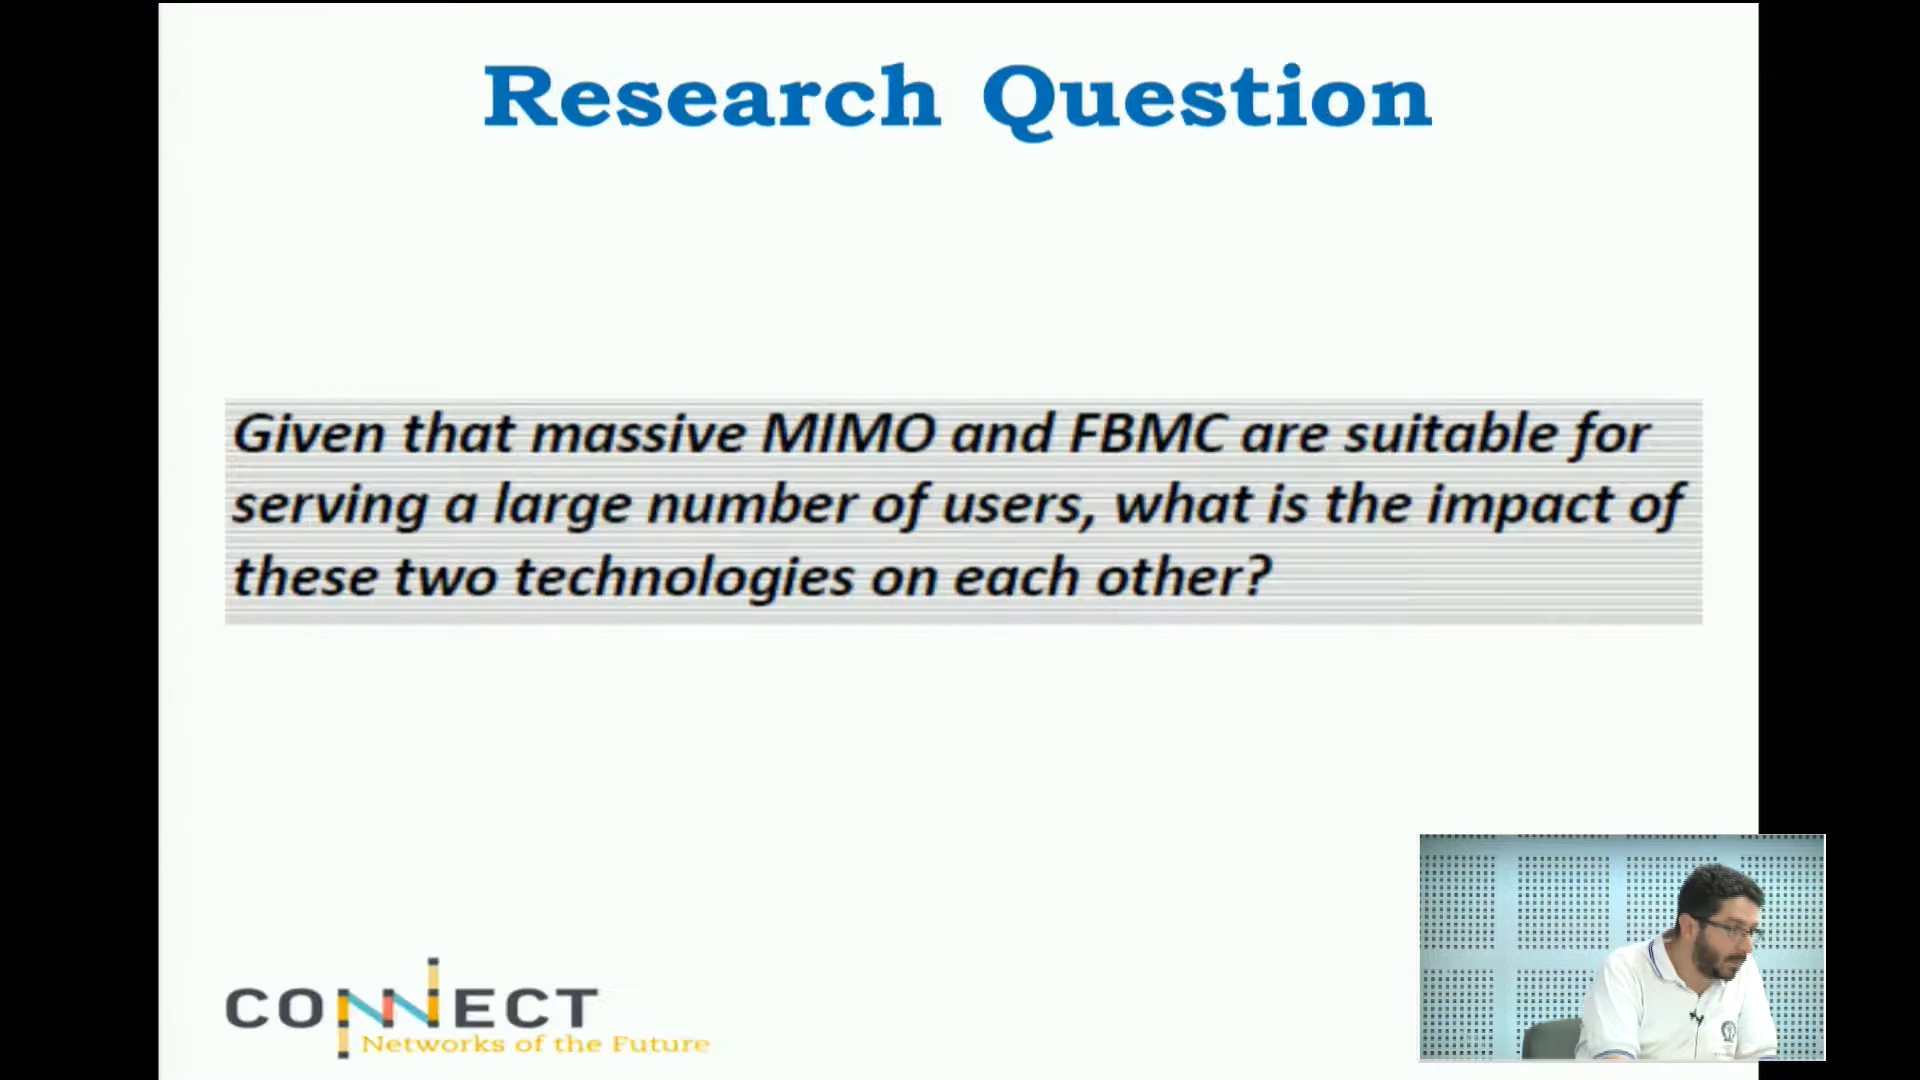 Research Question
Given that massive MIMO and FBMC are suitable for
serving a large number of users, what is the impact of
these two technologies on each other?
CONNECT
Networks of the Future